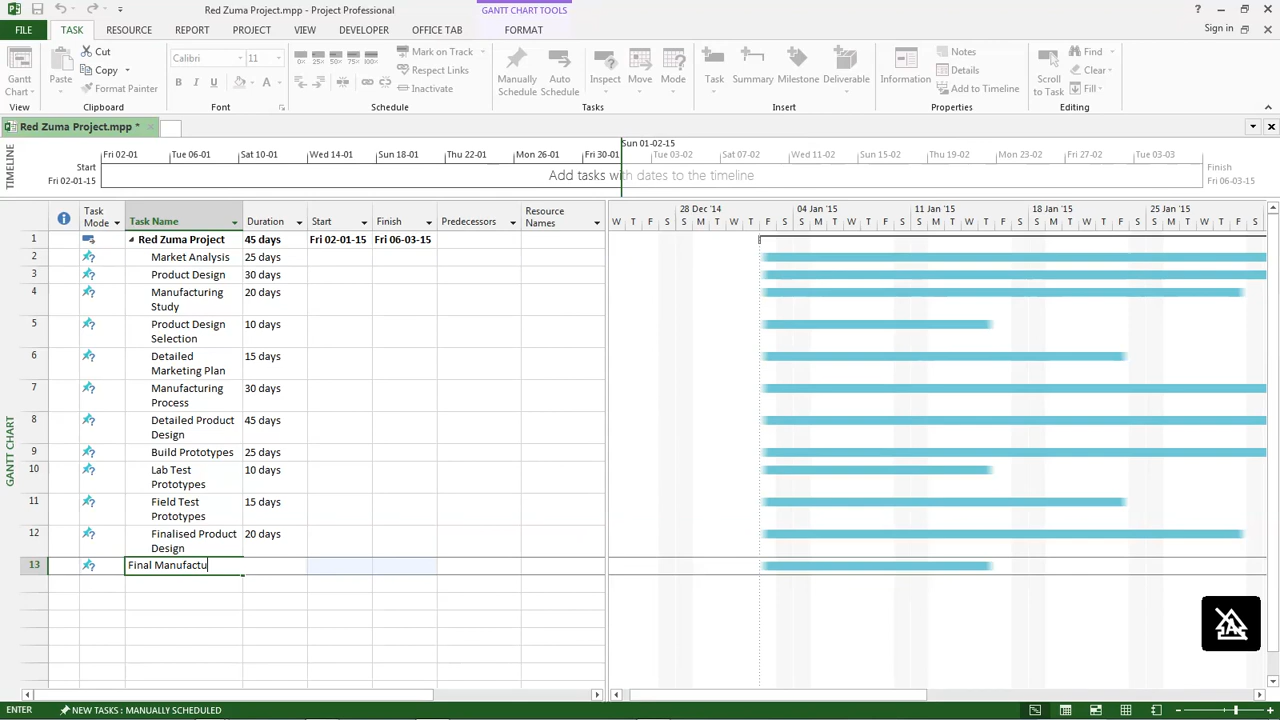 Red Zuma Project.mpp - Project Professional
GANTT CHART TOOLS
FILE TASK RESOURCE REPORT PROJECT VIEW DEVELOPER OFFICE TAB FORMAT
Sign in
Gantt Chart
View
Paste
Cut
Copy
Format Painter
Clipboard
Calibri 11
B I U A
Font
0% 25% 50% 75% 100%
Mark on Track
Respect Links
Inactivate
Schedule
Manually Schedule
Auto Schedule
Inspect
Move
Mode
Tasks
Task
Summary
Milestone
Deliverable
Insert
Information
Notes
Details
Add to Timeline
Properties
Scroll to Task
Find
Clear
Fill
Editing
Red Zuma Project.mpp *
TIMELINE
Sun 01-02-15
Fri 02-01 Tue 06-01 Sat 10-01 Wed 14-01 Sun 18-01 Thu 22-01 Mon 26-01 Fri 30-01 Tue 03-02 Sat 07-02 Wed 11-02 Sun 15-02 Thu 19-02 Mon 23-02 Fri 27-02 Tue 03-03
Start
Fri 02-01-15
Add tasks with dates to the timeline
Finish
Fri 06-03-15
Task Mode Task Name Duration Start Finish Predecessors Resource Names
28 Dec '14 04 Jan '15 11 Jan '15 18 Jan '15 25 Jan '15
W T F S S M T W T F S S M T W T F S S M T W T F S S M T W T F S S M T W T F S
GANTT CHART
1 Red Zuma Project 45 days Fri 02-01-15 Fri 06-03-15
2 Market Analysis 25 days
3 Product Design 30 days
4 Manufacturing Study 20 days
5 Product Design Selection 10 days
6 Detailed Marketing Plan 15 days
7 Manufacturing Process 30 days
8 Detailed Product Design 45 days
9 Build Prototypes 25 days
10 Lab Test Prototypes 10 days
11 Field Test Prototypes 15 days
12 Finalised Product Design 20 days
13 Final Manufactu
ENTER NEW TASKS : MANUALLY SCHEDULED